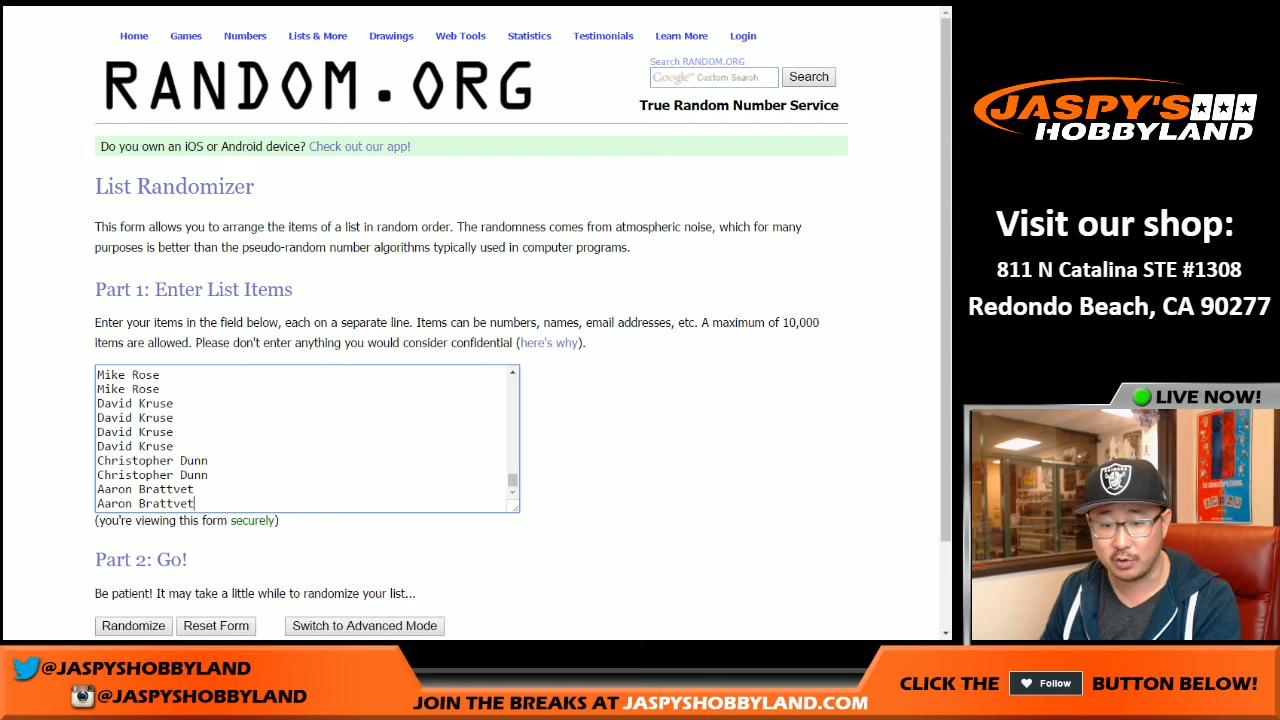 Home Games Numbers Lists & More Drawings Web Tools Statistics Testimonials Learn More Login
RANDOM.ORG
Search RANDOM.ORG
Google™ Custom Search Search
True Random Number Service
Do you own an iOS or Android device? Check out our app!
List Randomizer
This form allows you to arrange the items of a list in random order. The randomness comes from atmospheric noise, which for many
purposes is better than the pseudo-random number algorithms typically used in computer programs.
Part 1: Enter List Items
Enter your items in the field below, each on a separate line. Items can be numbers, names, email addresses, etc. A maximum of 10,000
items are allowed. Please don't enter anything you would consider confidential (here's why).
Mike Rose
Mike Rose
David Kruse
David Kruse
David Kruse
David Kruse
Christopher Dunn
Christopher Dunn
Aaron Brattvet
Aaron Brattvet
(you're viewing this form securely)
Part 2: Go!
Be patient! It may take a little while to randomize your list...
Randomize Reset Form Switch to Advanced Mode
JASPY'S
HOBBYLAND
Visit our shop:
811 N Catalina STE #1308
Redondo Beach, CA 90277
LIVE NOW!
RAIDERS
@JASPYSHOBBYLAND
@JASPYSHOBBYLAND
JOIN THE BREAKS AT JASPYSHOBBYLAND.COM
CLICK THE Follow BUTTON BELOW!